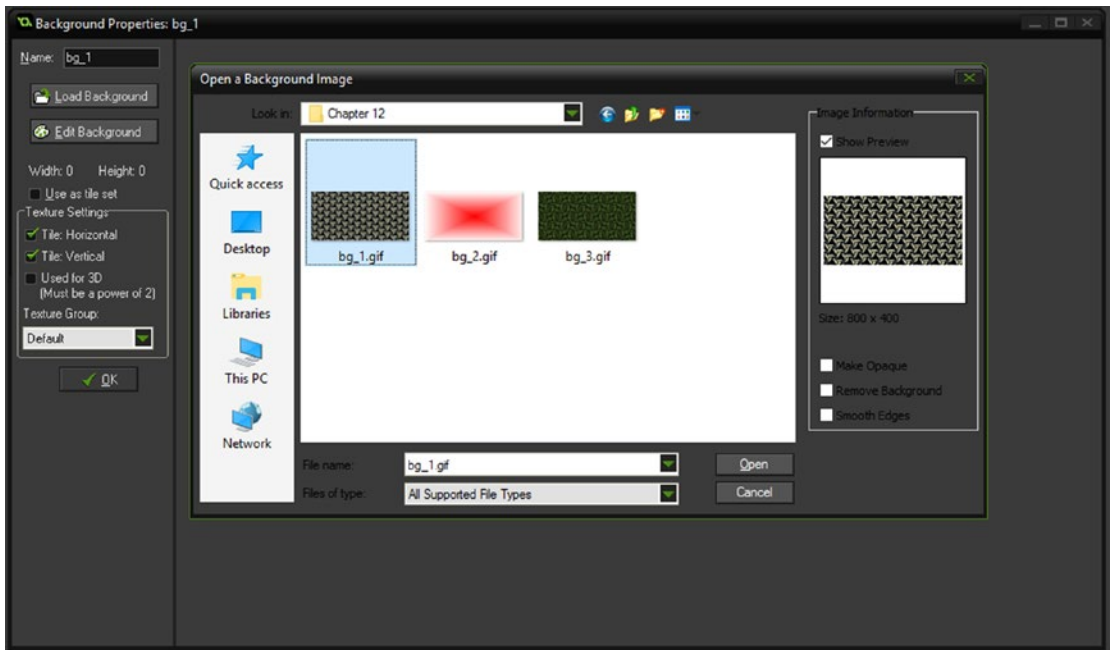 Background Properties: bg_1
Name: bg_1
Load Background
Edit Background
Width: 0 Height: 0
Use as tile set
Texture Settings
Tile: Horizontal
Tile: Vertical
Used for 3D
(Must be a power of 2)
Texture Group:
Default
OK
Open a Background Image
Look in: Chapter 12
Quick access
Desktop
Libraries
This PC
Network
bg_1.gif bg_2.gif bg_3.gif
File name: bg_1.gif
Files of type: All Supported File Types
Open
Cancel
Image Information
Show Preview
Size: 800 x 400
Make Opaque
Remove Background
Smooth Edges